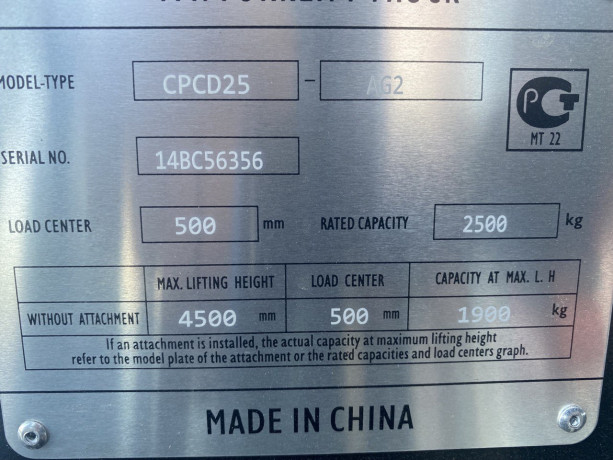 MODEL-TYPE CPCD25 - AG2
PCT
MT 22
SERIAL NO. 14BC56356
LOAD CENTER 500 mm RATED CAPACITY 2500 kg
MAX. LIFTING HEIGHT LOAD CENTER CAPACITY AT MAX. L. H
WITHOUT ATTACHMENT 4500 mm 500 mm 1900 kg
If an attachment is installed, the actual capacity at maximum lifting height
refer to the model plate of the attachment or the rated capacities and load centers graph.
MADE IN CHINA